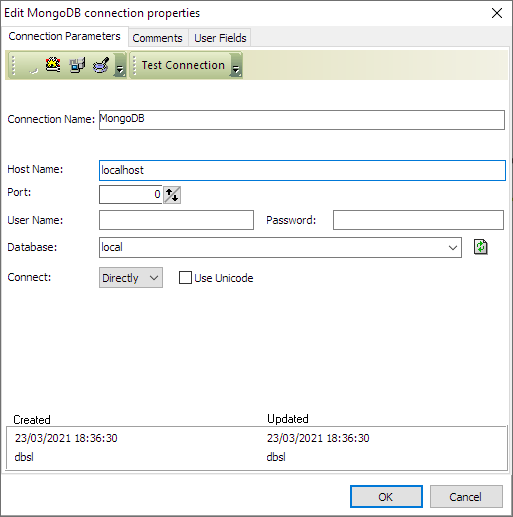 Edit MongoDB connection properties
Connection Parameters Comments User Fields
Test Connection
Connection Name: MongoDB
Host Name: localhost
Port: 0
User Name: Password:
Database: local
Connect: Directly Use Unicode
Created Updated
23/03/2021 18:36:30 23/03/2021 18:36:30
dbsl dbsl
OK Cancel